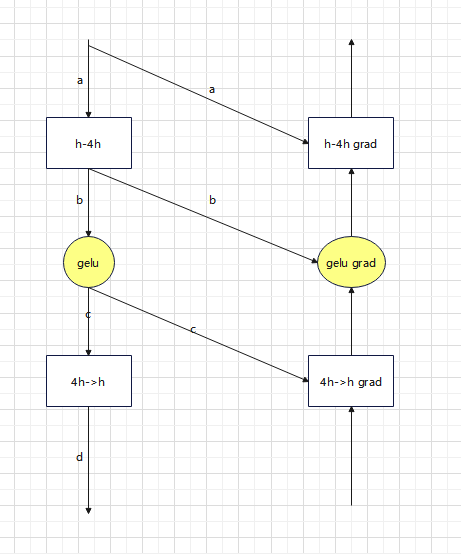 a
a
h-4h
h-4h grad
b
b
gelu
gelu grad
c
c
4h->h
4h->h grad
d